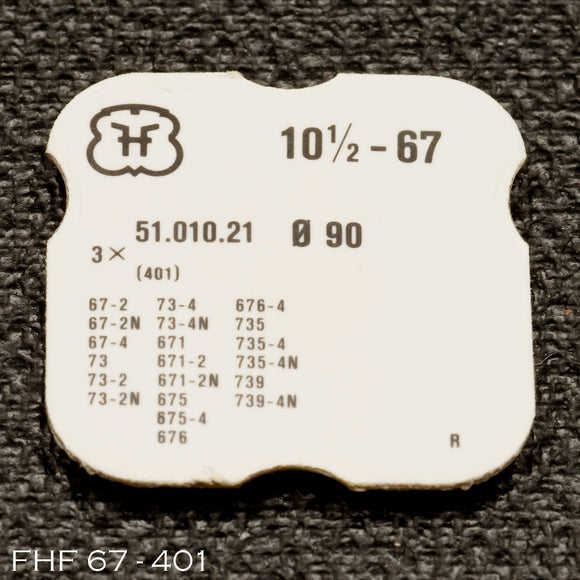 FHF
10½ - 67
51.010.21 Ø 90
3 ×
(401)
67-2 73-4 676-4
67-2N 73-4N 735
67-4 671 735-4
73 671-2 735-4N
73-2 671-2N 739
73-2N 675 739-4N
675-4
676
R
FHF 67 - 401